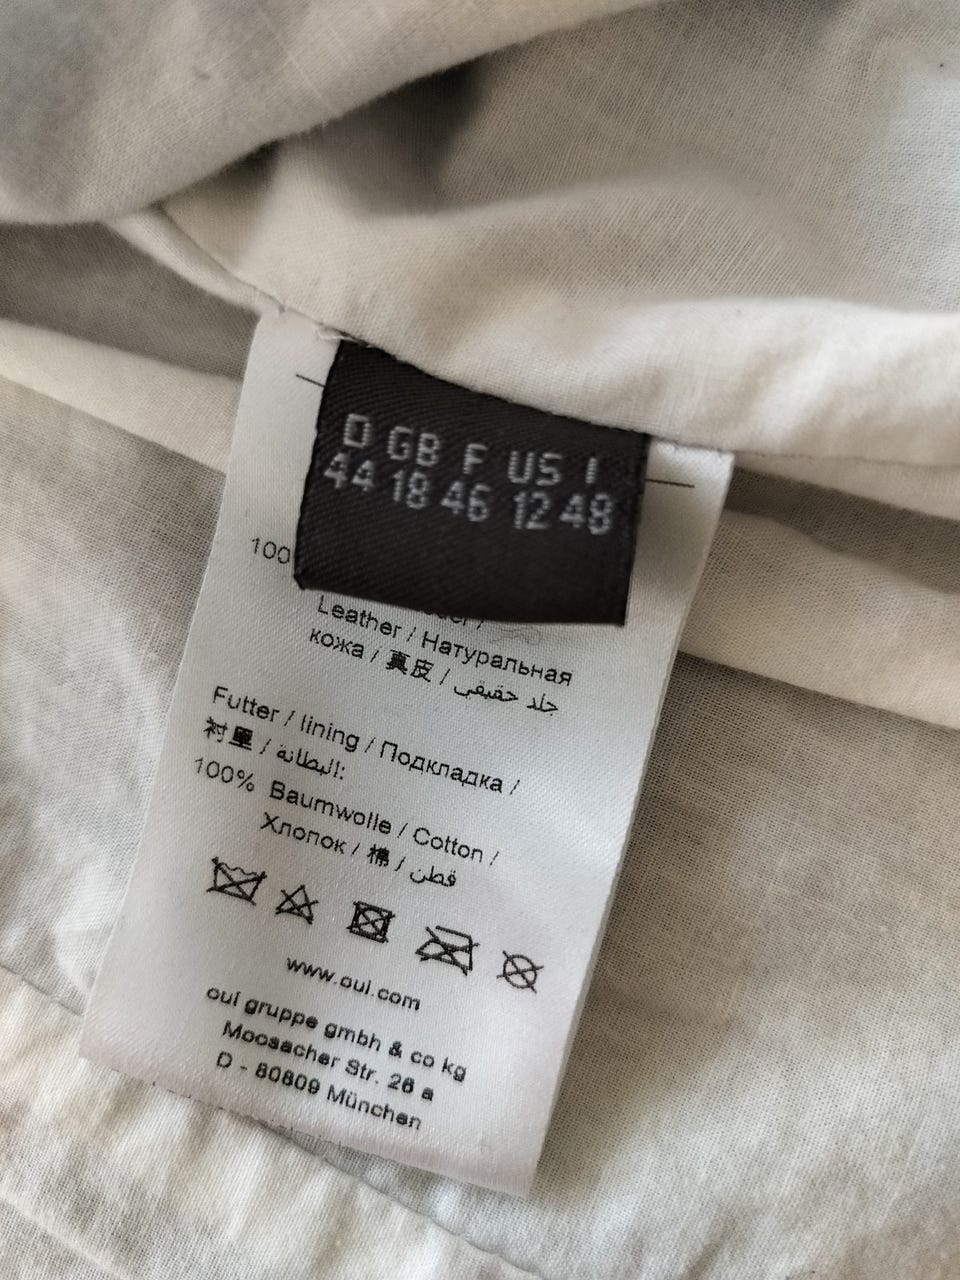 D GB F US I
44 18 46 12 48
100
Leather / Натуральная
кожа / 真皮 / جلد حقيقي
Futter / lining / Подкладка /
衬里 / البطانة:
100% Baumwolle / Cotton /
Хлопок / 棉 / قطن
www.oui.com
oui gruppe gmbh & co kg
Moosacher Str. 26 a
D - 80809 München